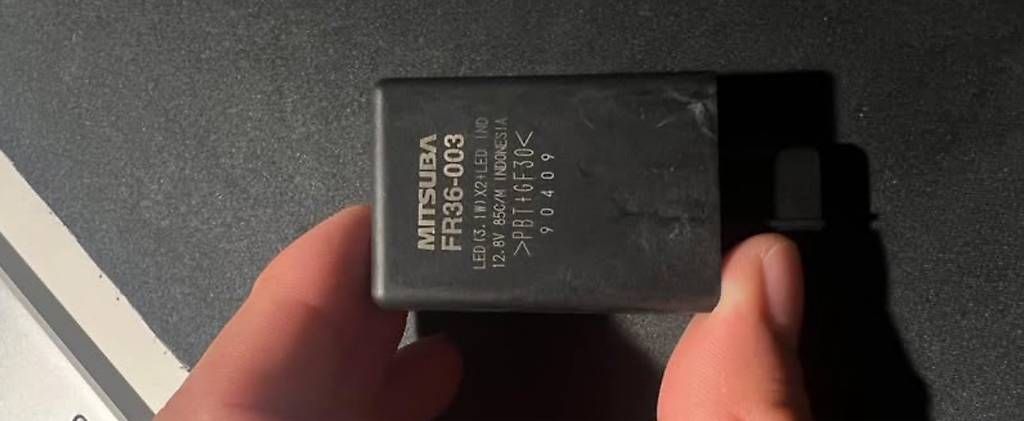 MITSUBA
FR36-003
LED(3.1W)X2+LED IND
12.8V 85C/M INDONESIA
>PBT+GF30<
90409